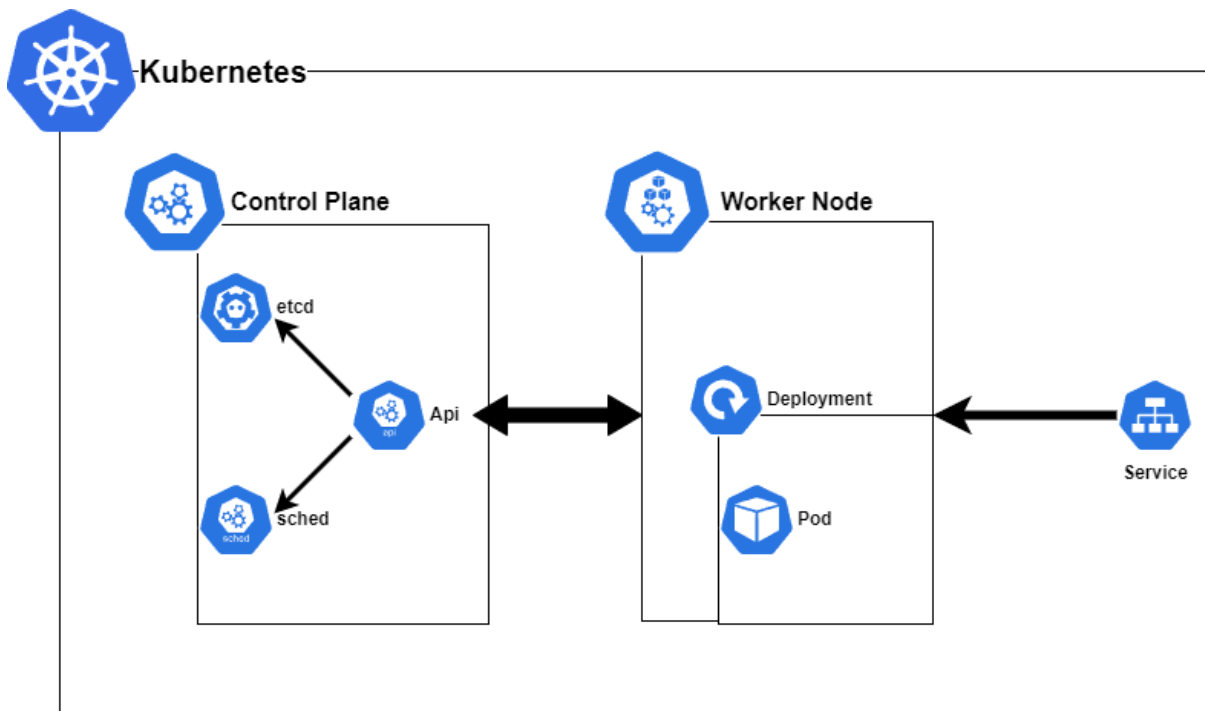 Kubernetes
Control Plane
Worker Node
etcd
Api
api
sched
sched
Deployment
Pod
Service